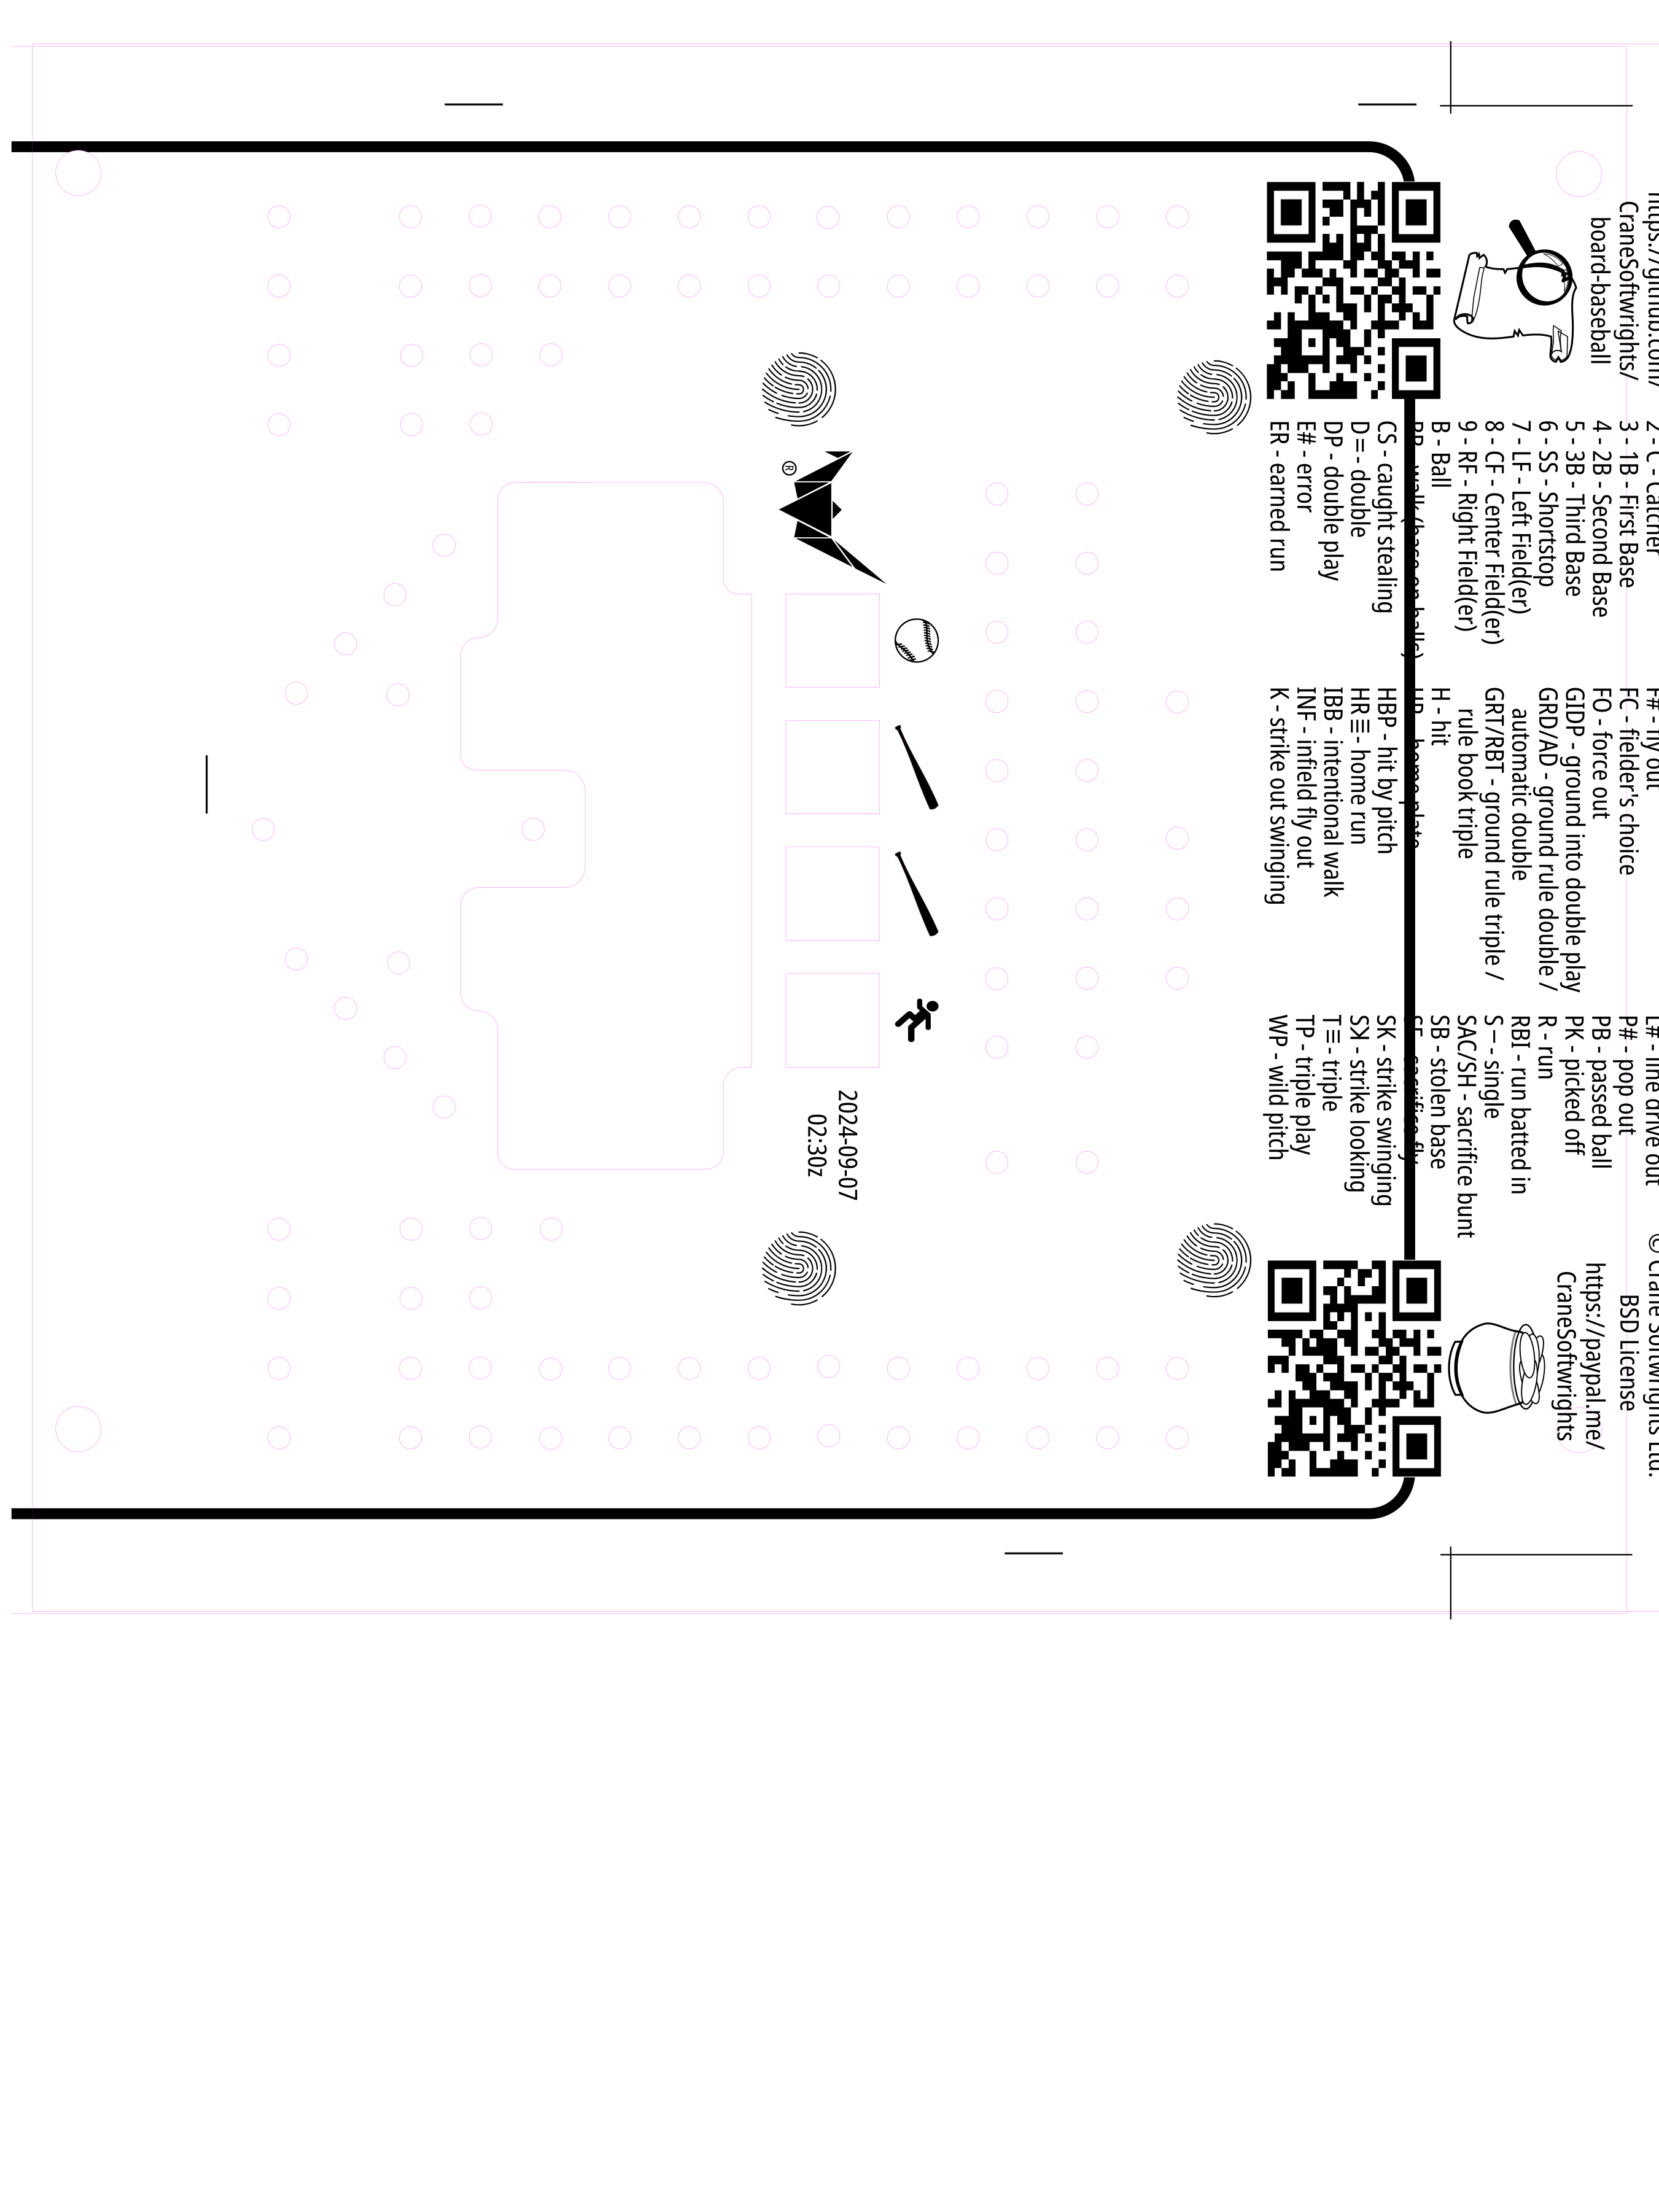 https://github.com/
CraneSoftwrights/
board-baseball
2 - C - Catcher
3 - 1B - First Base
4 - 2B - Second Base
5 - 3B - Third Base
6 - SS - Shortstop
7 - LF - Left Field(er)
8 - CF - Center Field(er)
9 - RF - Right Field(er)
B - Ball
BB - walk (base on balls)
CS - caught stealing
D=- double
DP - double play
E# - error
ER - earned run
F# - fly out
FC - fielder's choice
FO - force out
GIDP - ground into double play
GRD/AD - ground rule double /
automatic double
GRT/RBT - ground rule triple /
rule book triple
H - hit
HP - home plate
HBP - hit by pitch
HR≡- home run
IBB - intentional walk
INF - infield fly out
K - strike out swinging
L# - line drive out
P# - pop out
PB - passed ball
PK - picked off
R - run
RBI - run batted in
S−- single
SAC/SH - sacrifice bunt
SB - stolen base
SF - sacrifice fly
SK - strike swinging
Sꓘ - strike looking
T≡- triple
TP - triple play
WP - wild pitch
© Crane Softwrights Ltd.
BSD License
https://paypal.me/
CraneSoftwrights
®
2024-09-07
02:30z